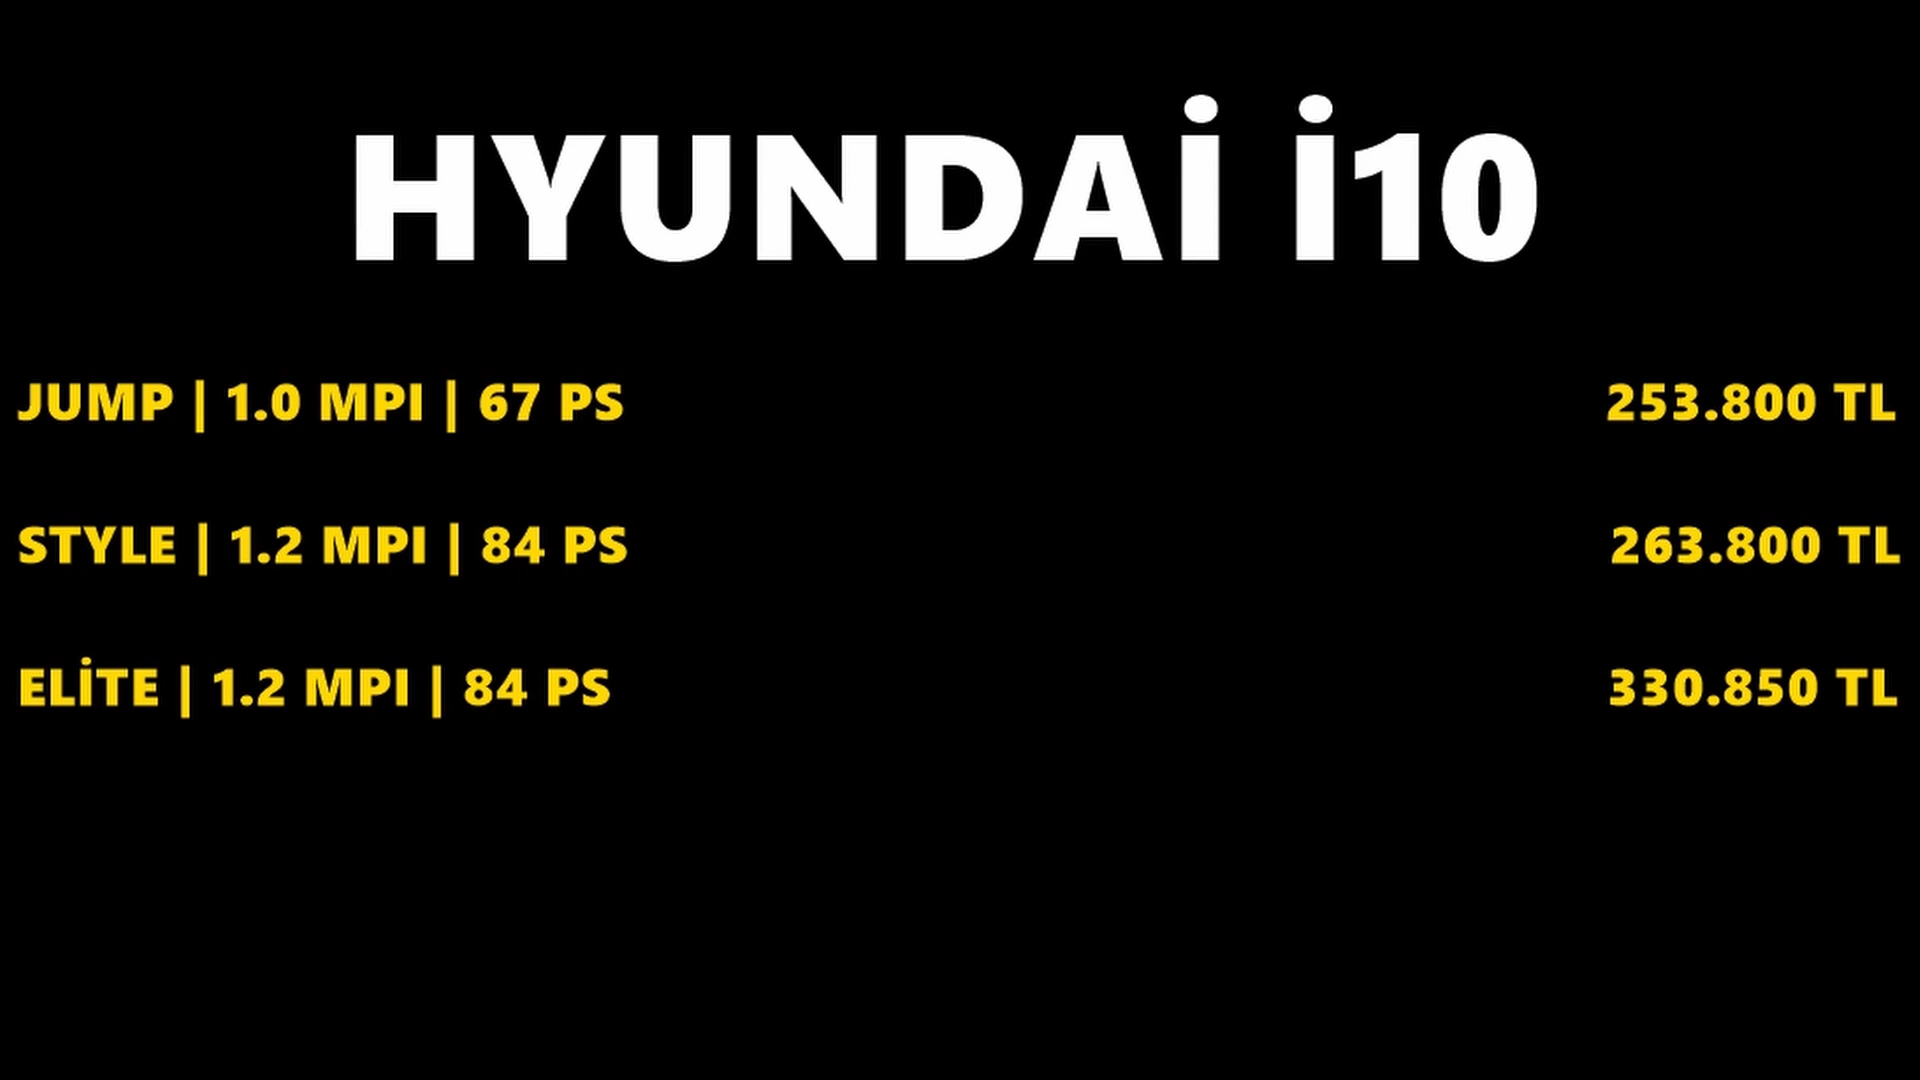 HYUNDAİ İ10
JUMP | 1.0 MPI | 67 PS 253.800 TL
STYLE | 1.2 MPI | 84 PS 263.800 TL
ELİTE | 1.2 MPI | 84 PS 330.850 TL